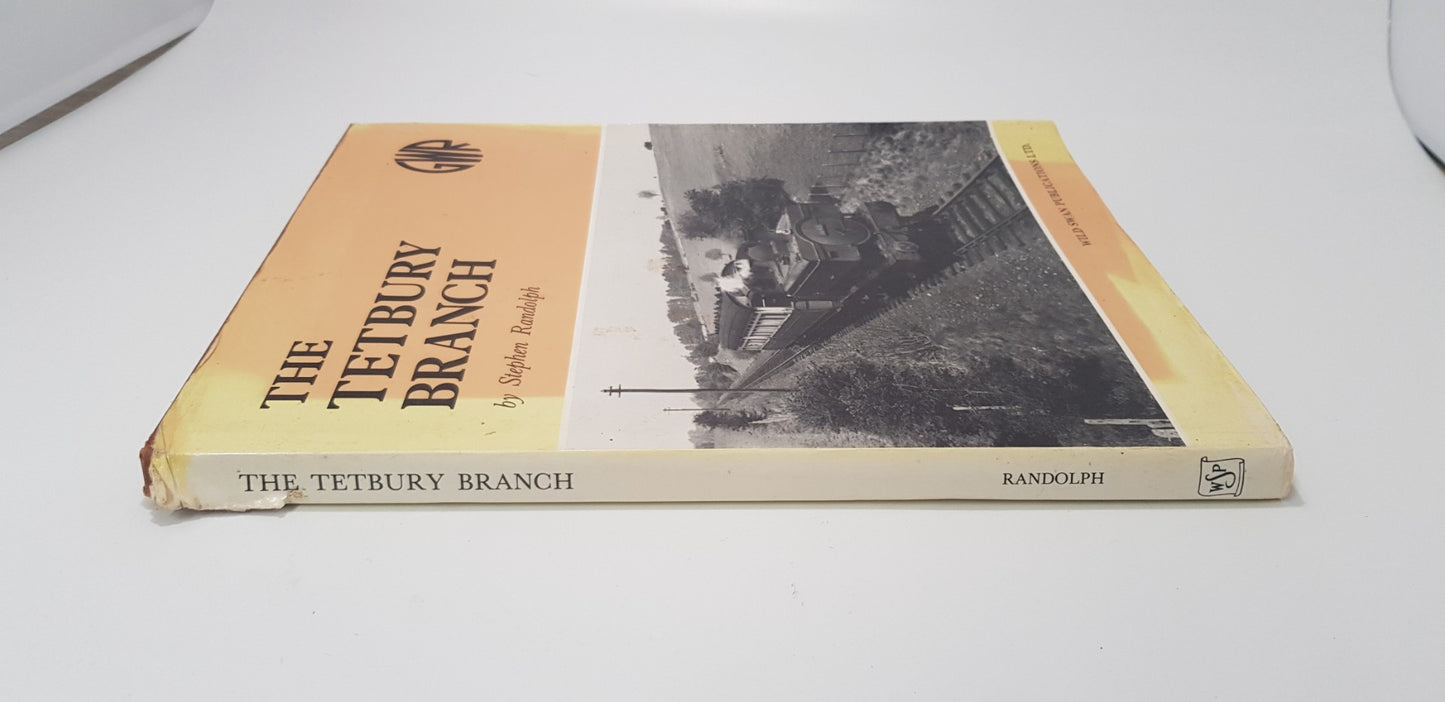 GWR
THE
TETBURY
BRANCH
by Stephen Randolph
WILD SWAN PUBLICATIONS LTD.
THE TETBURY BRANCH
RANDOLPH
WSP